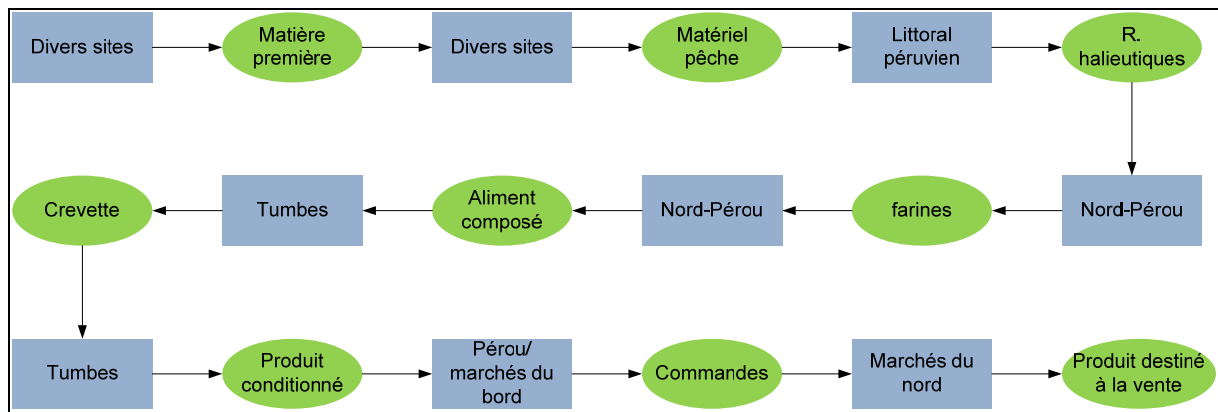 Divers sites
Matière
première
Divers sites
Matériel
pêche
Littoral
péruvien
R.
halieutiques
Crevette
Tumbes
Aliment
composé
Nord-Pérou
farines
Nord-Pérou
Tumbes
Produit
conditionné
Pérou/
marchés du
bord
Commandes
Marchés du
nord
Produit destiné
à la vente